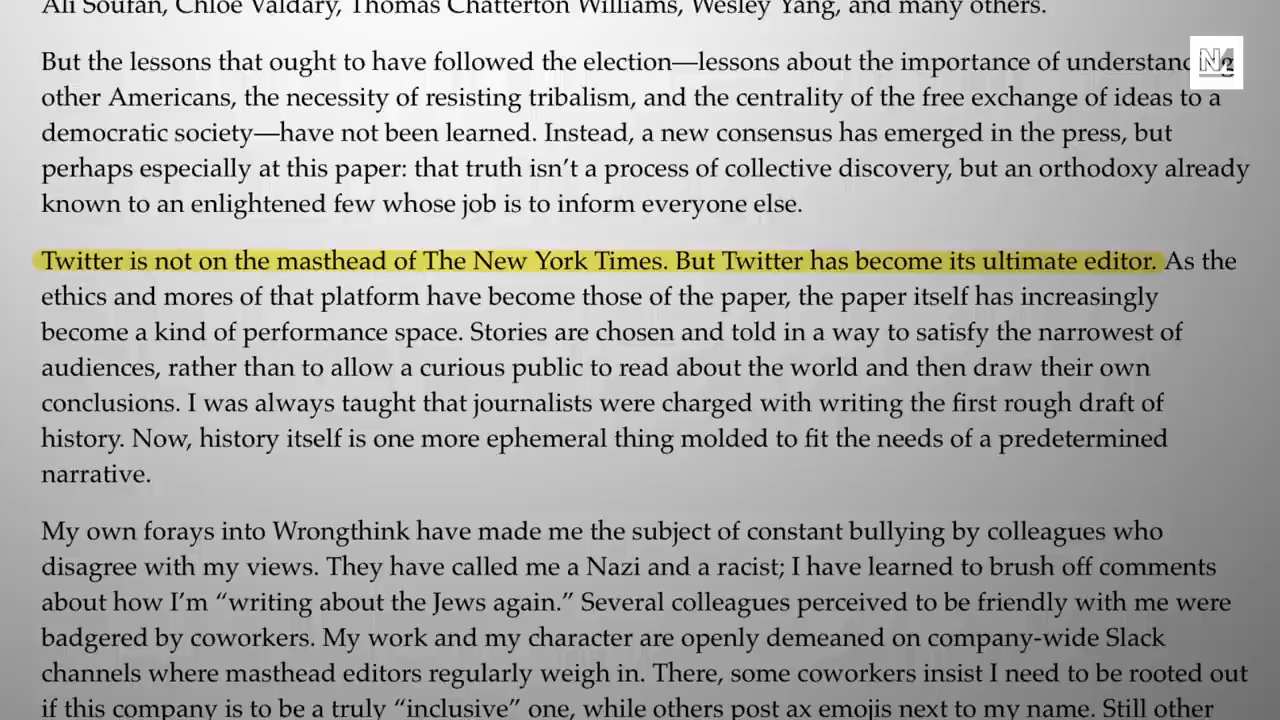 Ali Soufan, Chloe Valdary, Thomas Chatterton Williams, Wesley Yang, and many others.
But the lessons that ought to have followed the election—lessons about the importance of understanding
other Americans, the necessity of resisting tribalism, and the centrality of the free exchange of ideas to a
democratic society—have not been learned. Instead, a new consensus has emerged in the press, but
perhaps especially at this paper: that truth isn’t a process of collective discovery, but an orthodoxy already
known to an enlightened few whose job is to inform everyone else.
Twitter is not on the masthead of The New York Times. But Twitter has become its ultimate editor. As the
ethics and mores of that platform have become those of the paper, the paper itself has increasingly
become a kind of performance space. Stories are chosen and told in a way to satisfy the narrowest of
audiences, rather than to allow a curious public to read about the world and then draw their own
conclusions. I was always taught that journalists were charged with writing the first rough draft of
history. Now, history itself is one more ephemeral thing molded to fit the needs of a predetermined
narrative.
My own forays into Wrongthink have made me the subject of constant bullying by colleagues who
disagree with my views. They have called me a Nazi and a racist; I have learned to brush off comments
about how I’m “writing about the Jews again.” Several colleagues perceived to be friendly with me were
badgered by coworkers. My work and my character are openly demeaned on company-wide Slack
channels where masthead editors regularly weigh in. There, some coworkers insist I need to be rooted out
if this company is to be a truly “inclusive” one, while others post ax emojis next to my name. Still other